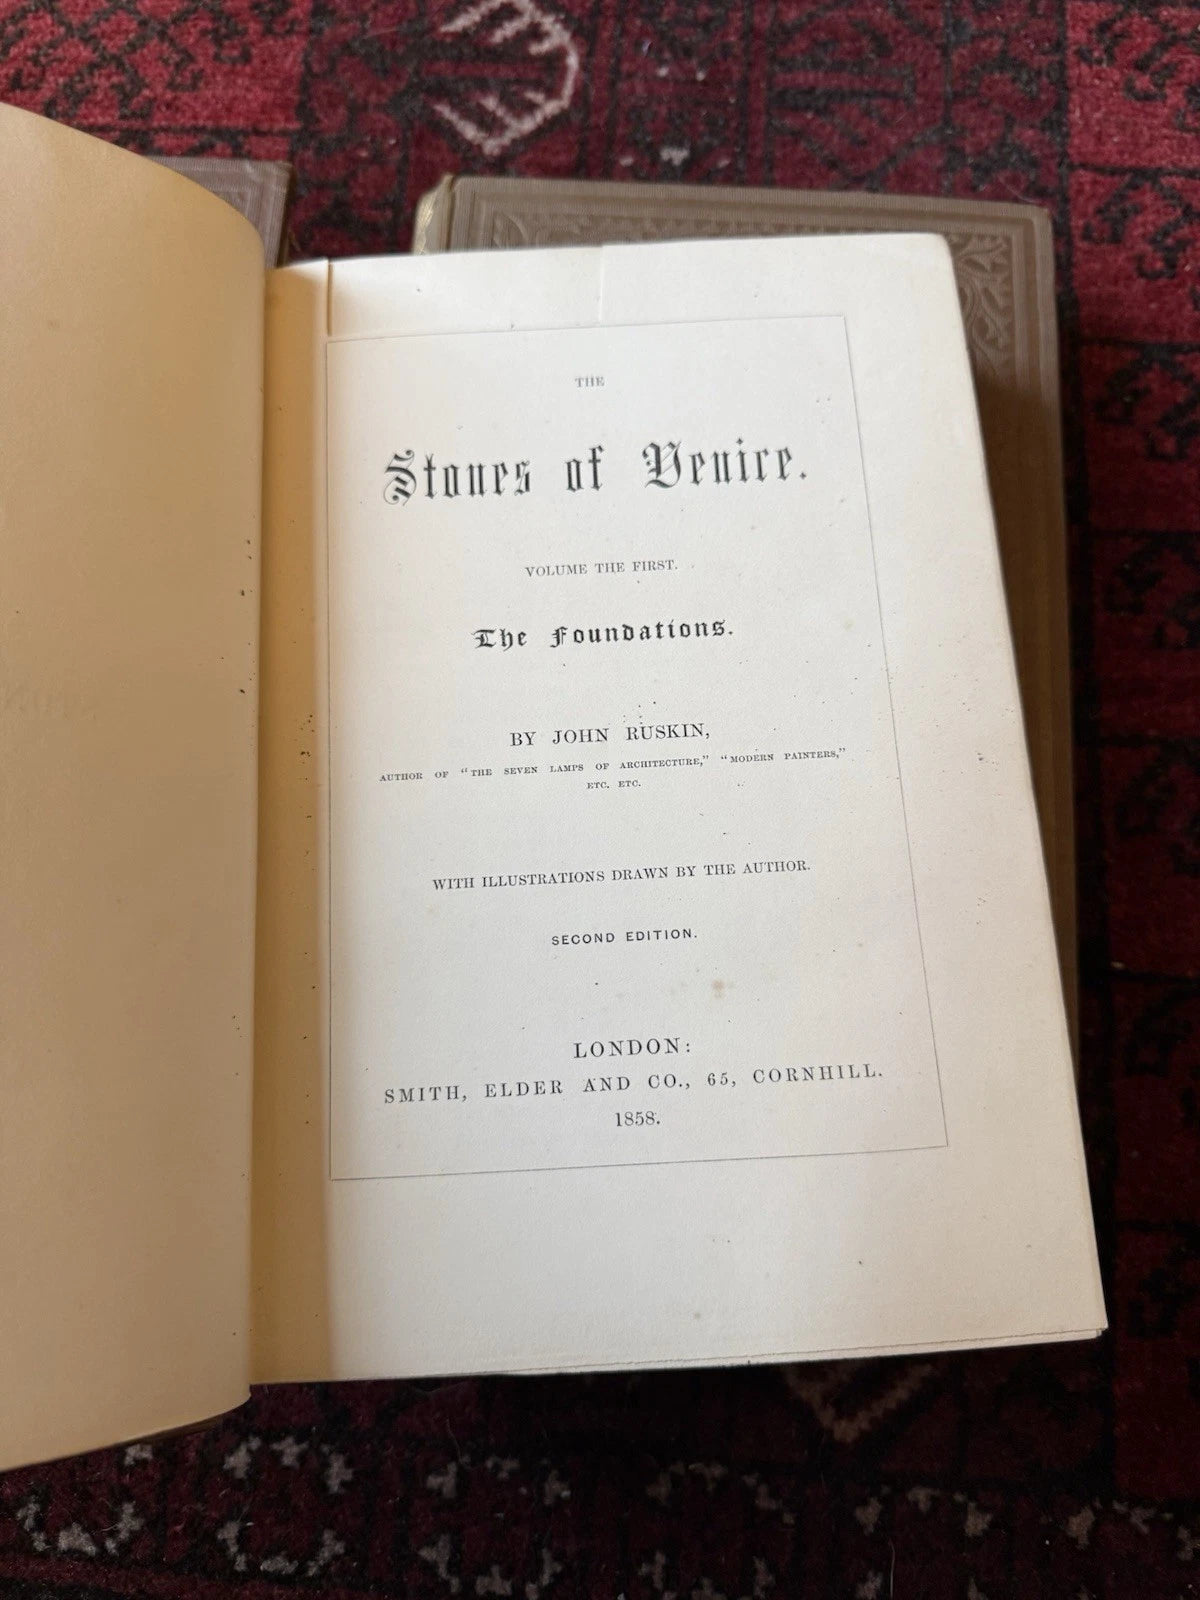 THE
Stones of Venice.
VOLUME THE FIRST.
The Foundations.
BY JOHN RUSKIN,
AUTHOR OF "THE SEVEN LAMPS OF ARCHITECTURE," "MODERN PAINTERS,"
ETC. ETC.
WITH ILLUSTRATIONS DRAWN BY THE AUTHOR.
SECOND EDITION.
LONDON:
SMITH, ELDER AND CO., 65, CORNHILL.
1858.